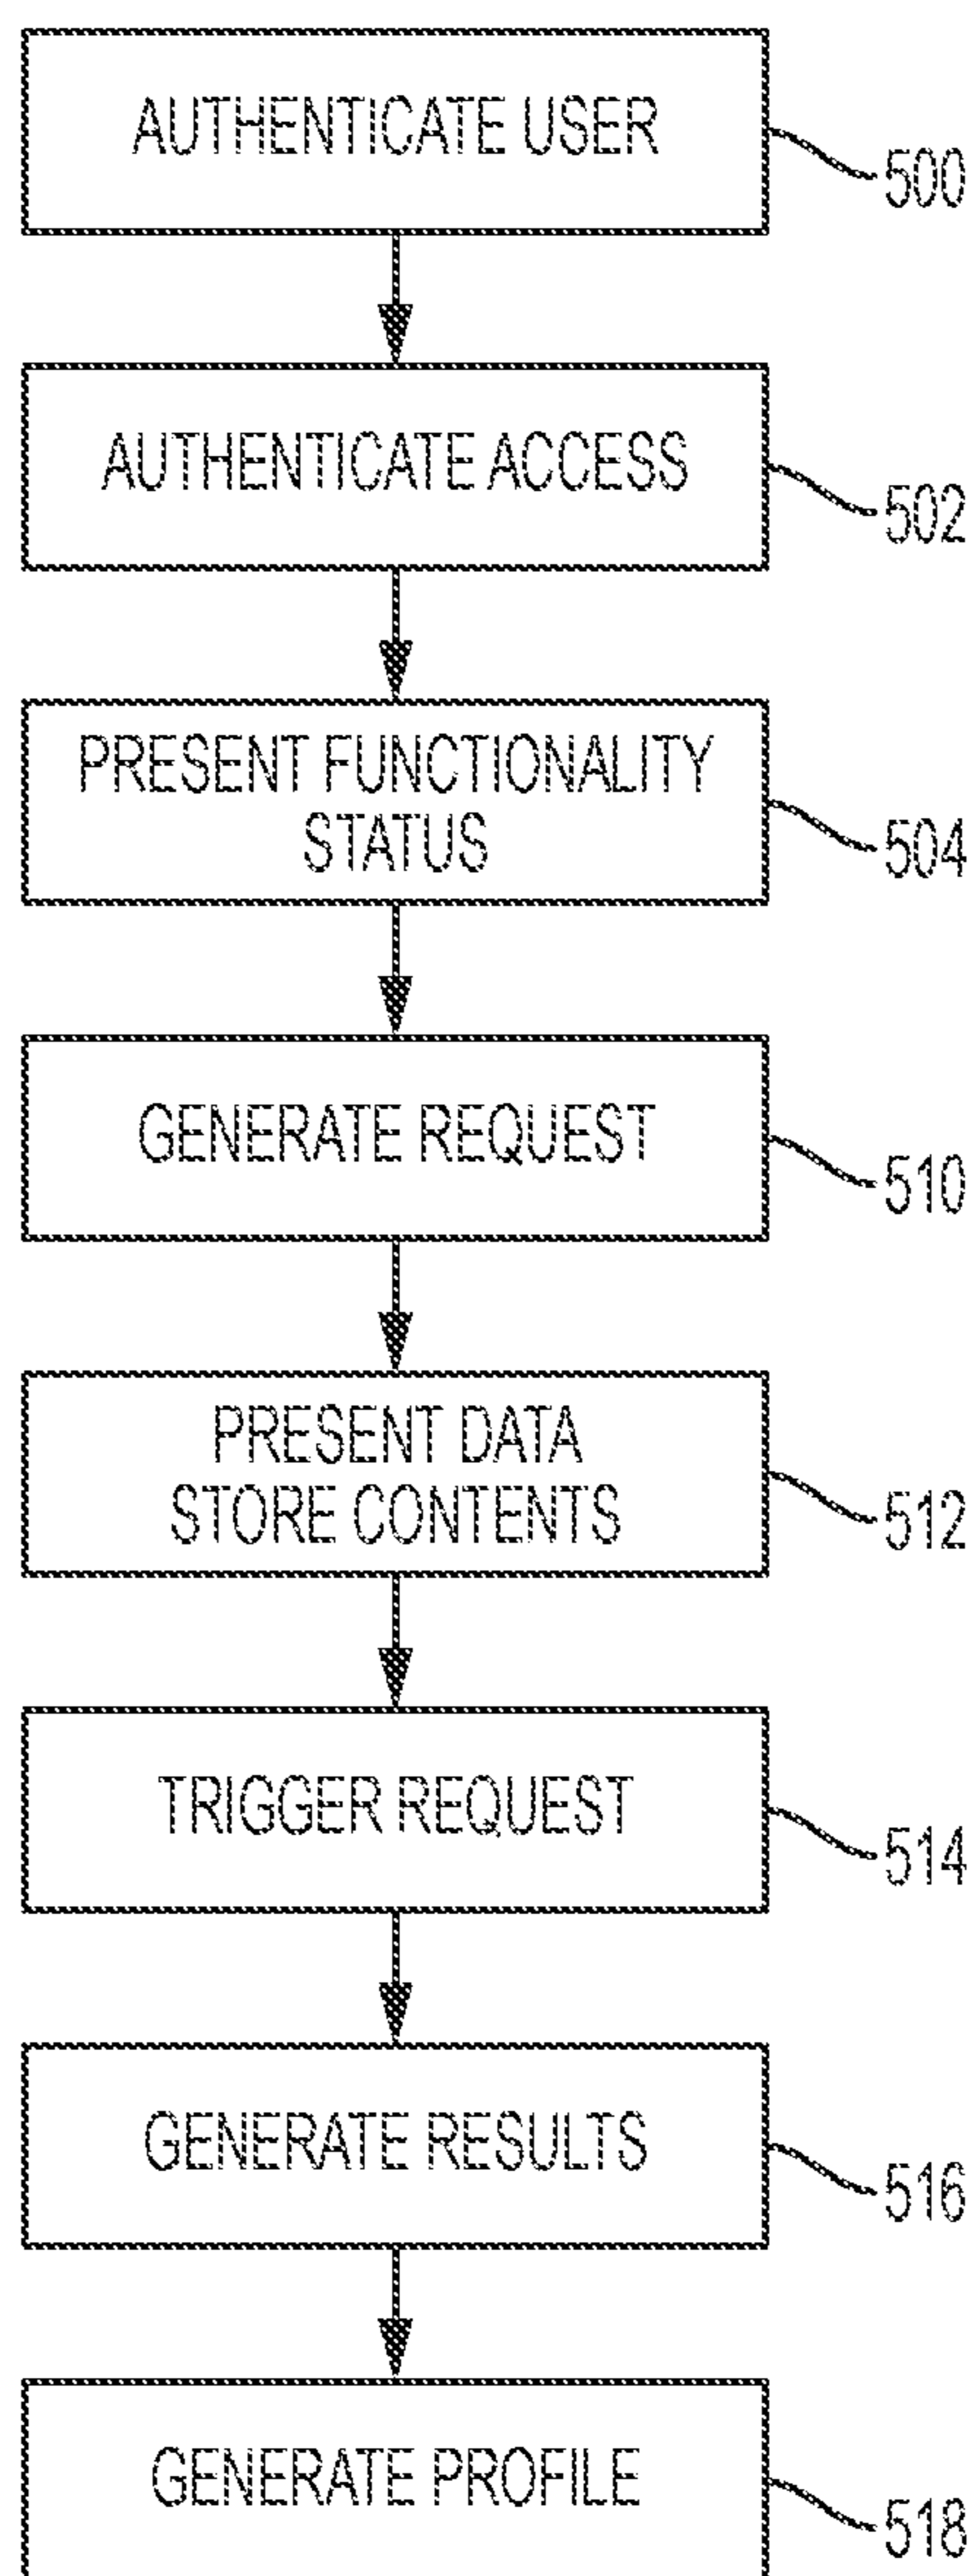 AUTHENTICATE USER
500
AUTHENTICATE ACCESS
502
PRESENT FUNCTIONALITY
STATUS
504
GENERATE REQUEST
510
PRESENT DATA
STORE CONTENTS
512
TRIGGER REQUEST
514
GENERATE RESULTS
516
GENERATE PROFILE
518